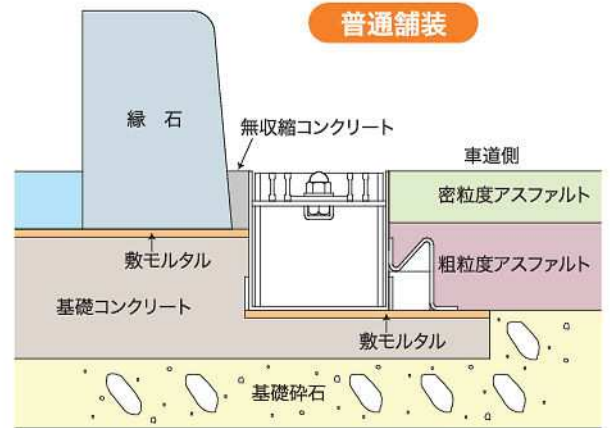 普通舗装
縁 石
無収縮コンクリート
車道側
密粒度アスファルト
敷モルタル
粗粒度アスファルト
基礎コンクリート
敷モルタル
基礎砕石